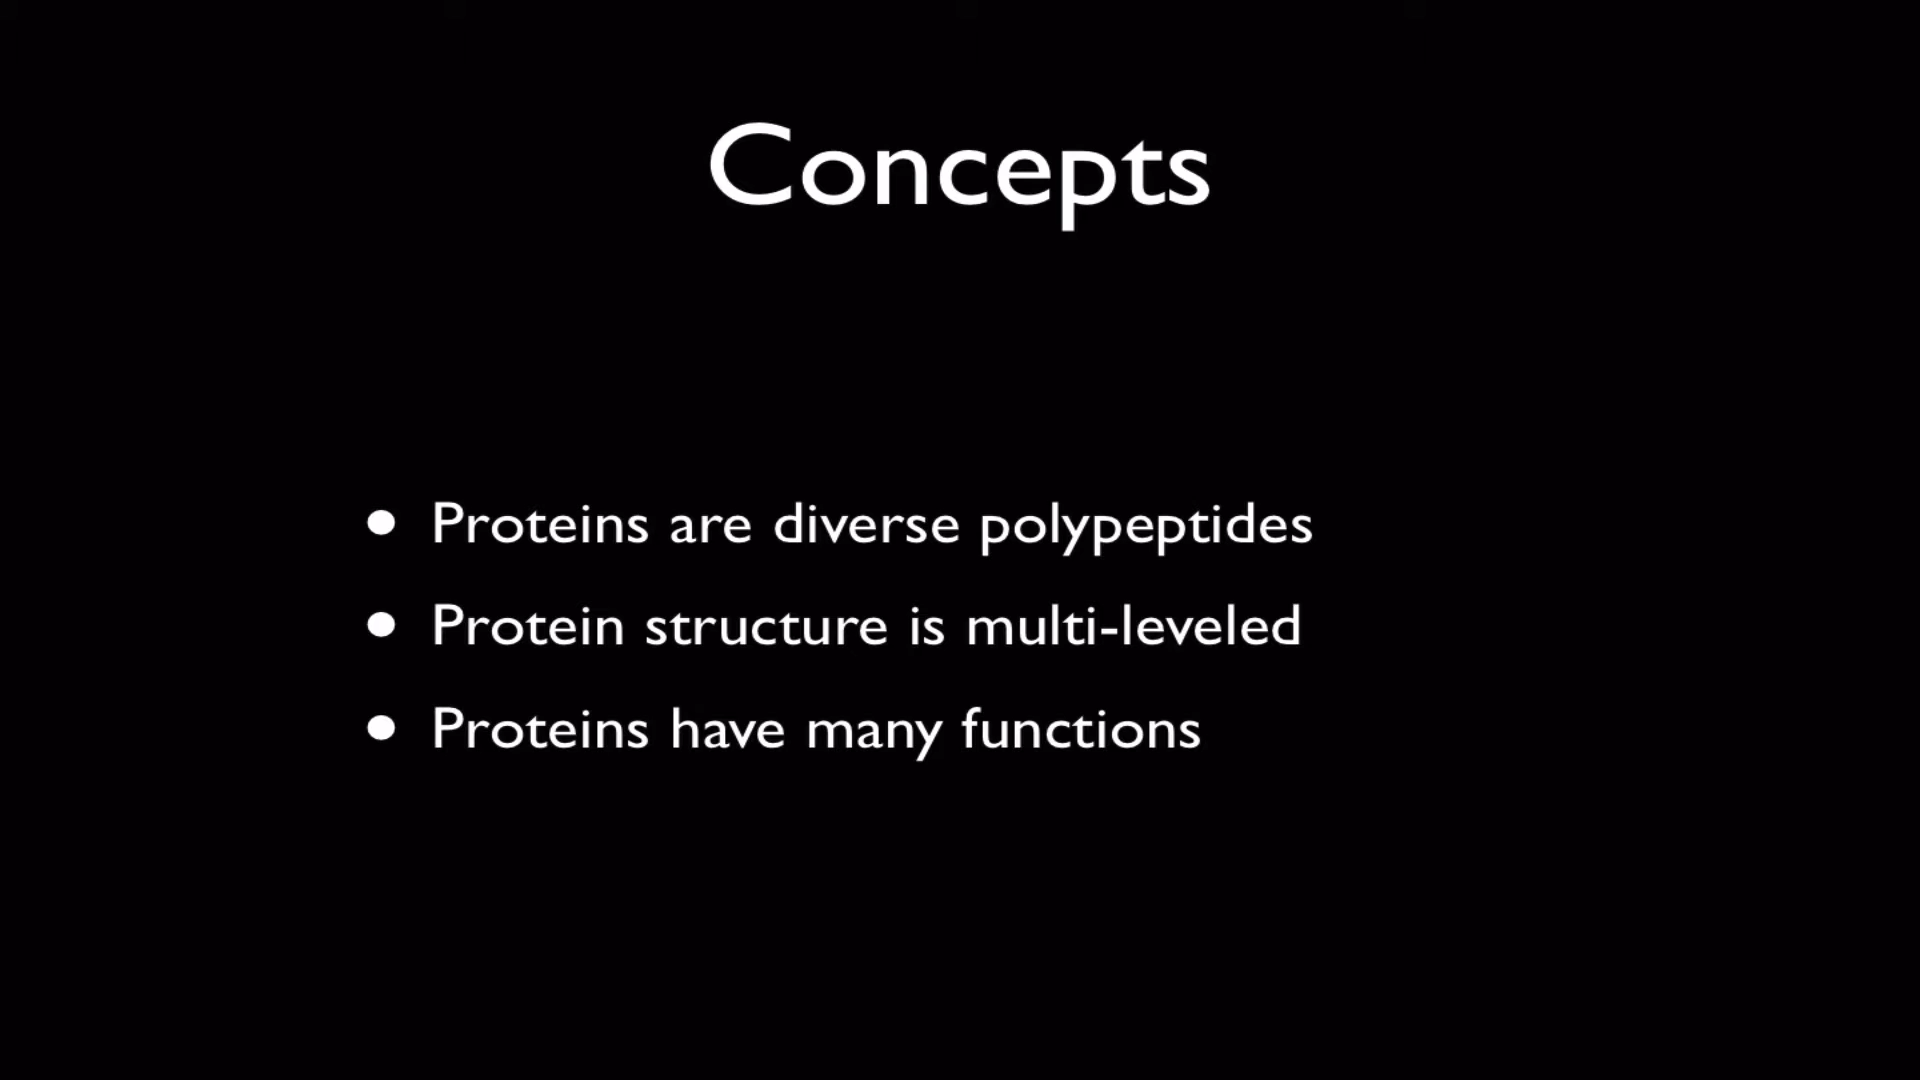 Concepts
• Proteins are diverse polypeptides
• Protein structure is multi-leveled
• Proteins have many functions